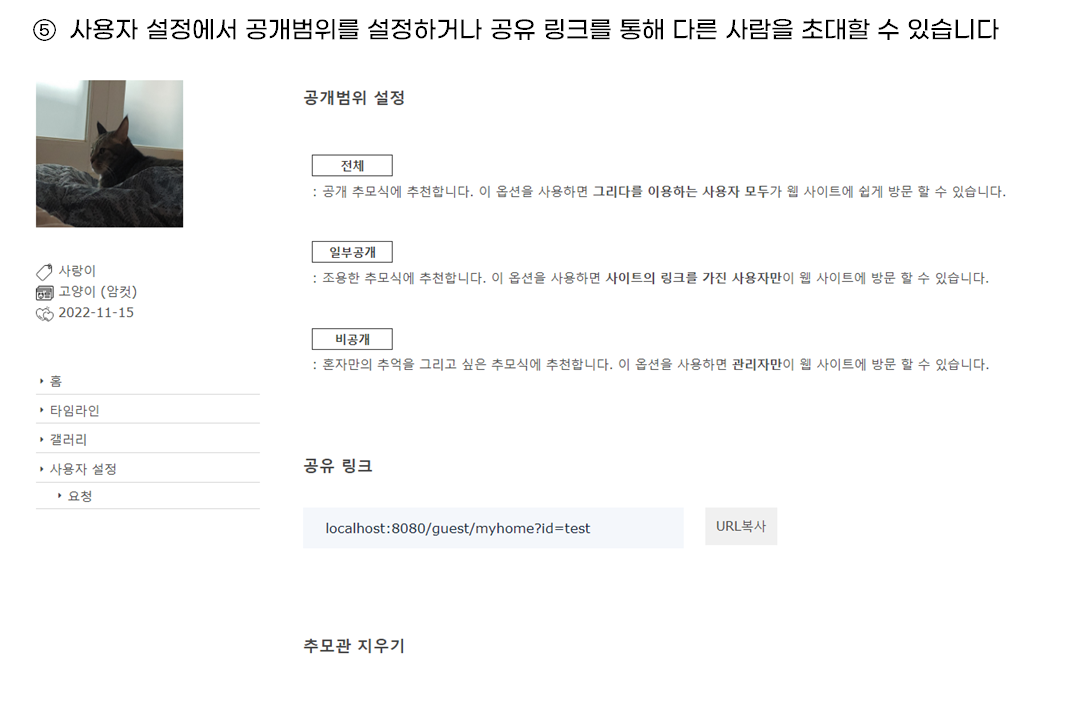 ⑤ 사용자 설정에서 공개범위를 설정하거나 공유 링크를 통해 다른 사람을 초대할 수 있습니다
사랑이
고양이 (암컷)
2022-11-15
홈
타임라인
갤러리
사용자 설정
요청
공개범위 설정
전체
: 공개 추모식에 추천합니다. 이 옵션을 사용하면 그리다를 이용하는 사용자 모두가 웹 사이트에 쉽게 방문 할 수 있습니다.
일부공개
: 조용한 추모식에 추천합니다. 이 옵션을 사용하면 사이트의 링크를 가진 사용자만이 웹 사이트에 방문 할 수 있습니다.
비공개
: 혼자만의 추억을 그리고 싶은 추모식에 추천합니다. 이 옵션을 사용하면 관리자만이 웹 사이트에 방문 할 수 있습니다.
공유 링크
localhost:8080/guest/myhome?id=test
URL복사
추모관 지우기